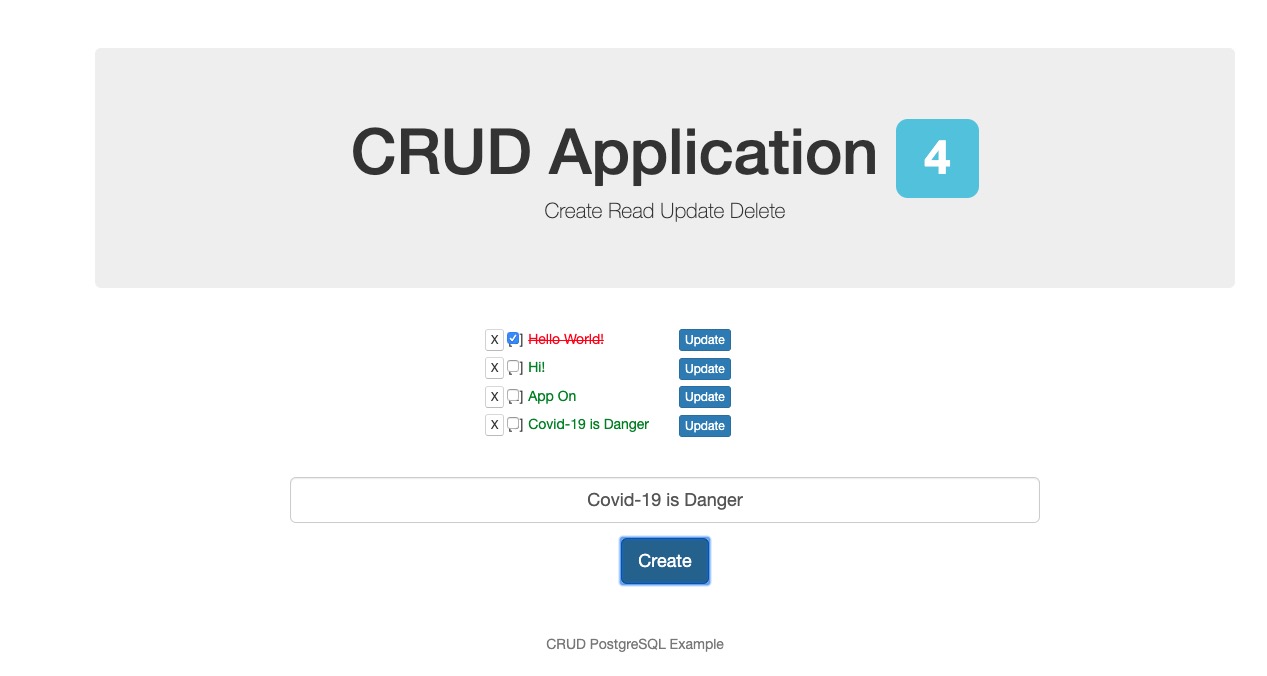 CRUD Application 4
Create Read Update Delete
X [ ] Hello World! Update
X [ ] Hi! Update
X [ ] App On Update
X [ ] Covid-19 is Danger Update
Covid-19 is Danger
Create
CRUD PostgreSQL Example